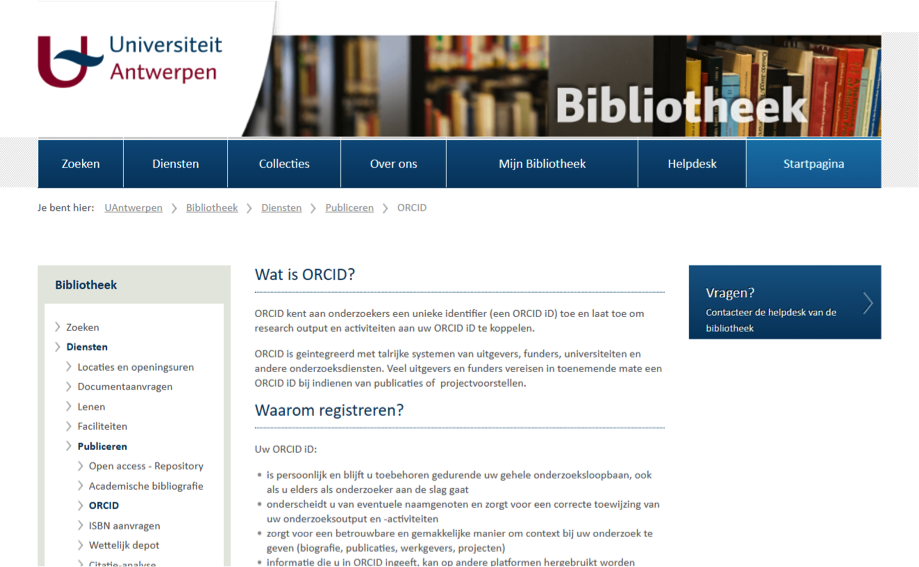 Universiteit
Antwerpen
Bibliotheek
Zoeken
Diensten
Collecties
Over ons
Mijn Bibliotheek
Helpdesk
Startpagina
Je bent hier: UAntwerpen > Bibliotheek > Diensten > Publiceren > ORCID
Bibliotheek
Zoeken
Diensten
Locaties en openingsuren
Documentaanvragen
Lenen
Faciliteiten
Publiceren
Open access - Repository
Academische bibliografie
ORCID
ISBN aanvragen
Wettelijk depot
Citatie-analyse
Wat is ORCID?
ORCID kent aan onderzoekers een unieke identifier (een ORCID iD) toe en laat toe om
research output en activiteiten aan uw ORCID iD te koppelen.
ORCID is geintegreerd met talrijke systemen van uitgevers, funders, universiteiten en
andere onderzoeksdiensten. Veel uitgevers en funders vereisen in toenemende mate een
ORCID iD bij indienen van publicaties of projectvoorstellen.
Waarom registreren?
Uw ORCID iD:
• is persoonlijk en blijft u toebehoren gedurende uw gehele onderzoeksloopbaan, ook
als u elders als onderzoeker aan de slag gaat
• onderscheidt u van eventuele naamgenoten en zorgt voor een correcte toewijzing van
uw onderzoeksoutput en -activiteiten
• zorgt voor een betrouwbare en gemakkelijke manier om context bij uw onderzoek te
geven (biografie, publicaties, werkgevers, projecten)
• informatie die u in ORCID ingeeft, kan op andere platformen hergebruikt worden
Vragen?
Contacteer de helpdesk van de
bibliotheek